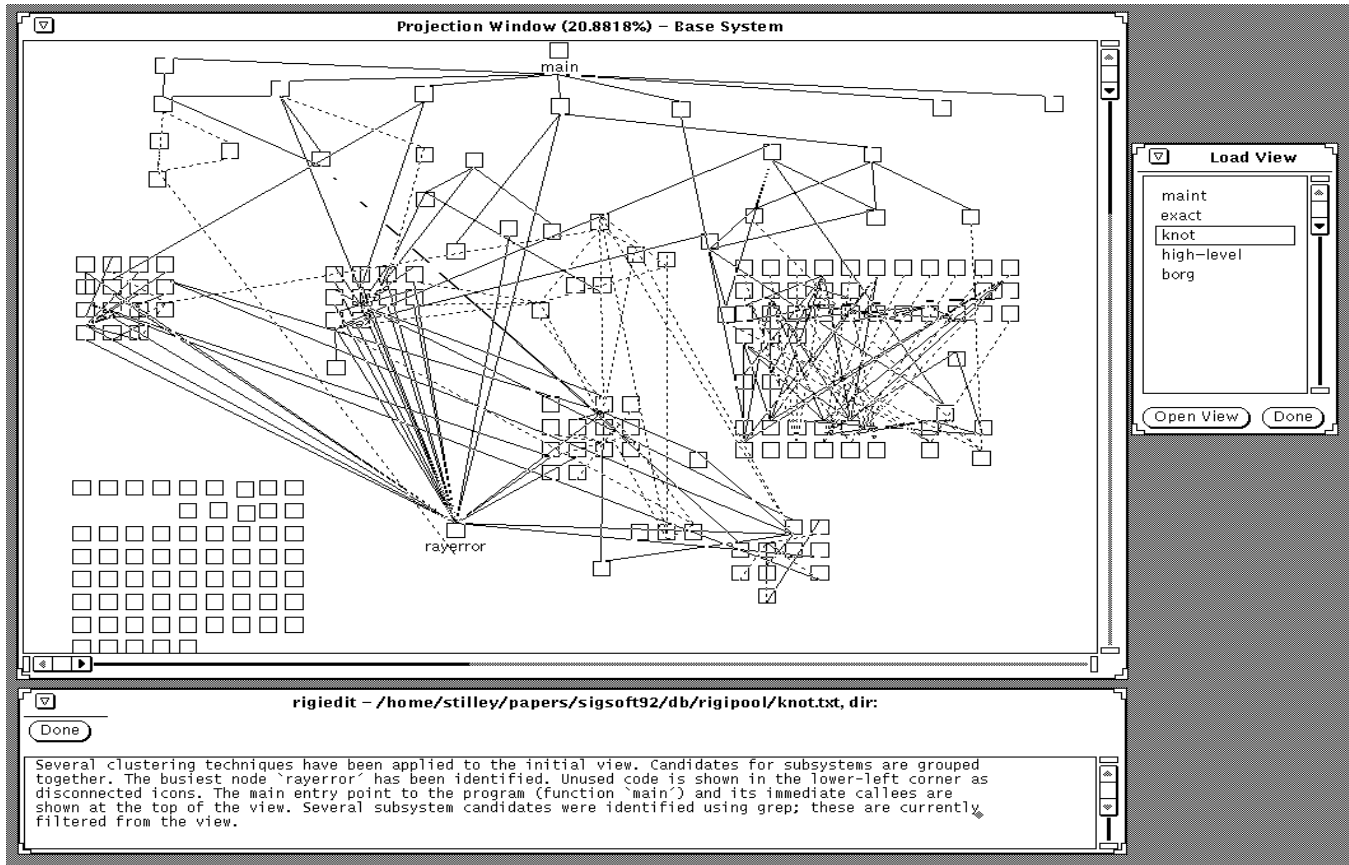 Projection Window (20.8818%) – Base System
main
rayerror
Load View
maint
exact
knot
high–level
borg
Open View
Done
rigiedit – /home/stilley/papers/sigsoft92/db/rigipool/knot.txt, dir:
Done
Several clustering techniques have been applied to the initial view. Candidates for subsystems are grouped
together. The busiest node `rayerror´ has been identified. Unused code is shown in the lower-left corner as
disconnected icons. The main entry point to the program (function `main´) and its immediate callees are
shown at the top of the view. Several subsystem candidates were identified using grep; these are currently
filtered from the view.